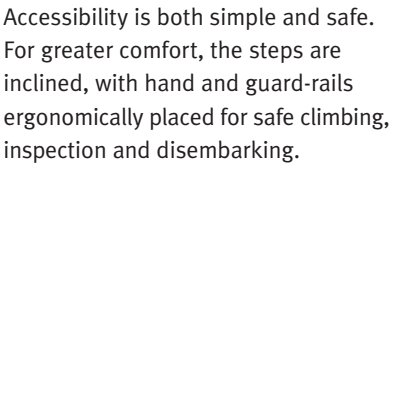 Accessibility is both simple and safe.
For greater comfort, the steps are
inclined, with hand and guard-rails
ergonomically placed for safe climbing,
inspection and disembarking.